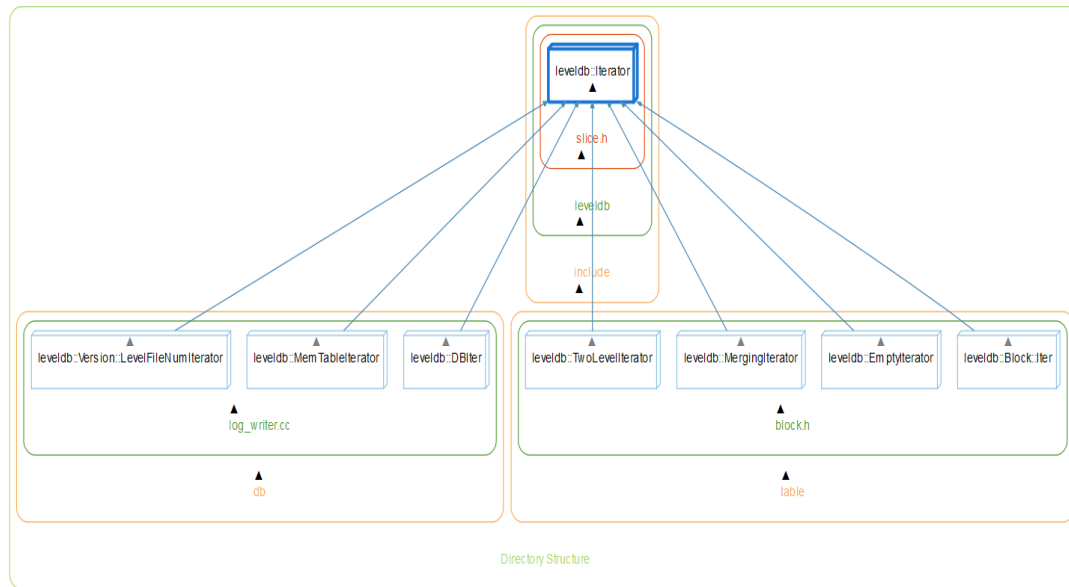 leveldb::Iterator
slice.h
leveldb
include
leveldb::Version::LevelFileNumIterator
leveldb::MemTableIterator
leveldb::DBIter
leveldb::TwoLevelIterator
leveldb::MergingIterator
leveldb::EmptyIterator
leveldb::Block::Iter
log_writer.cc
block.h
db
table
Directory Structure